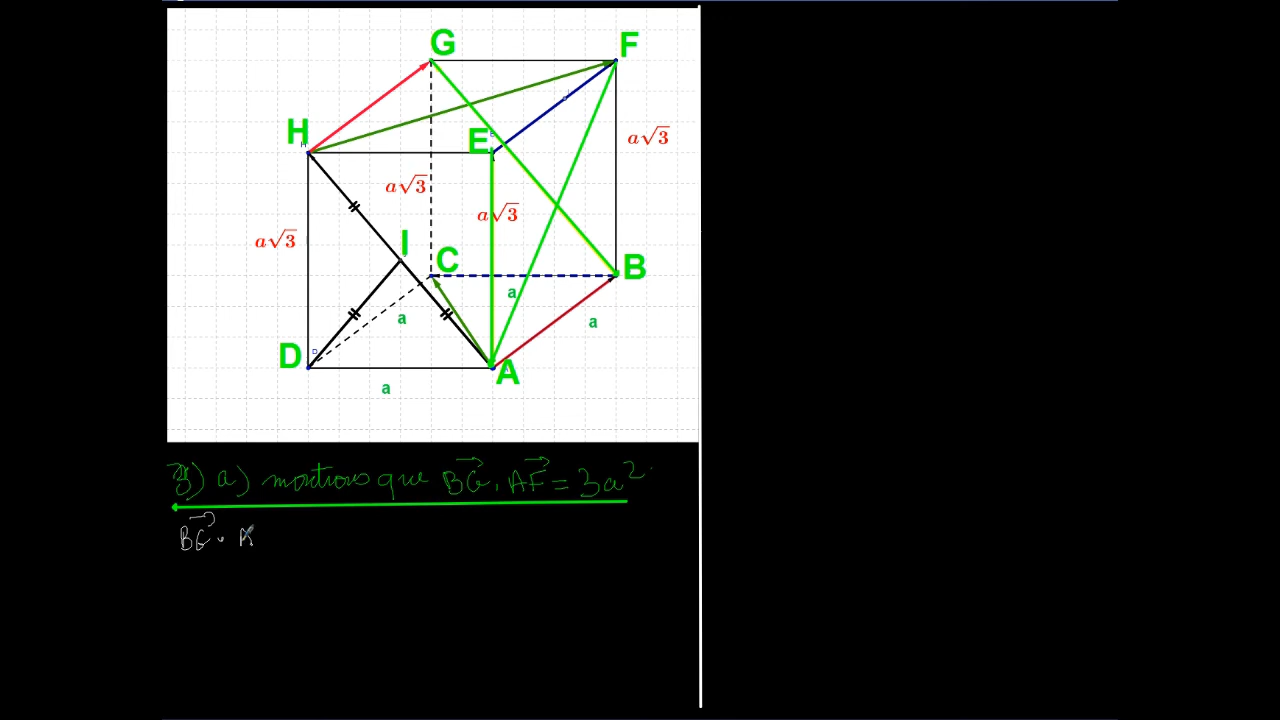 G
F
H
E
a√3
a√3
a√3
a√3
I
C
B
a
a
a
D
A
a
3) a) montrons que BG⃗ . AF⃗ = 3a²
BG⃗ . A